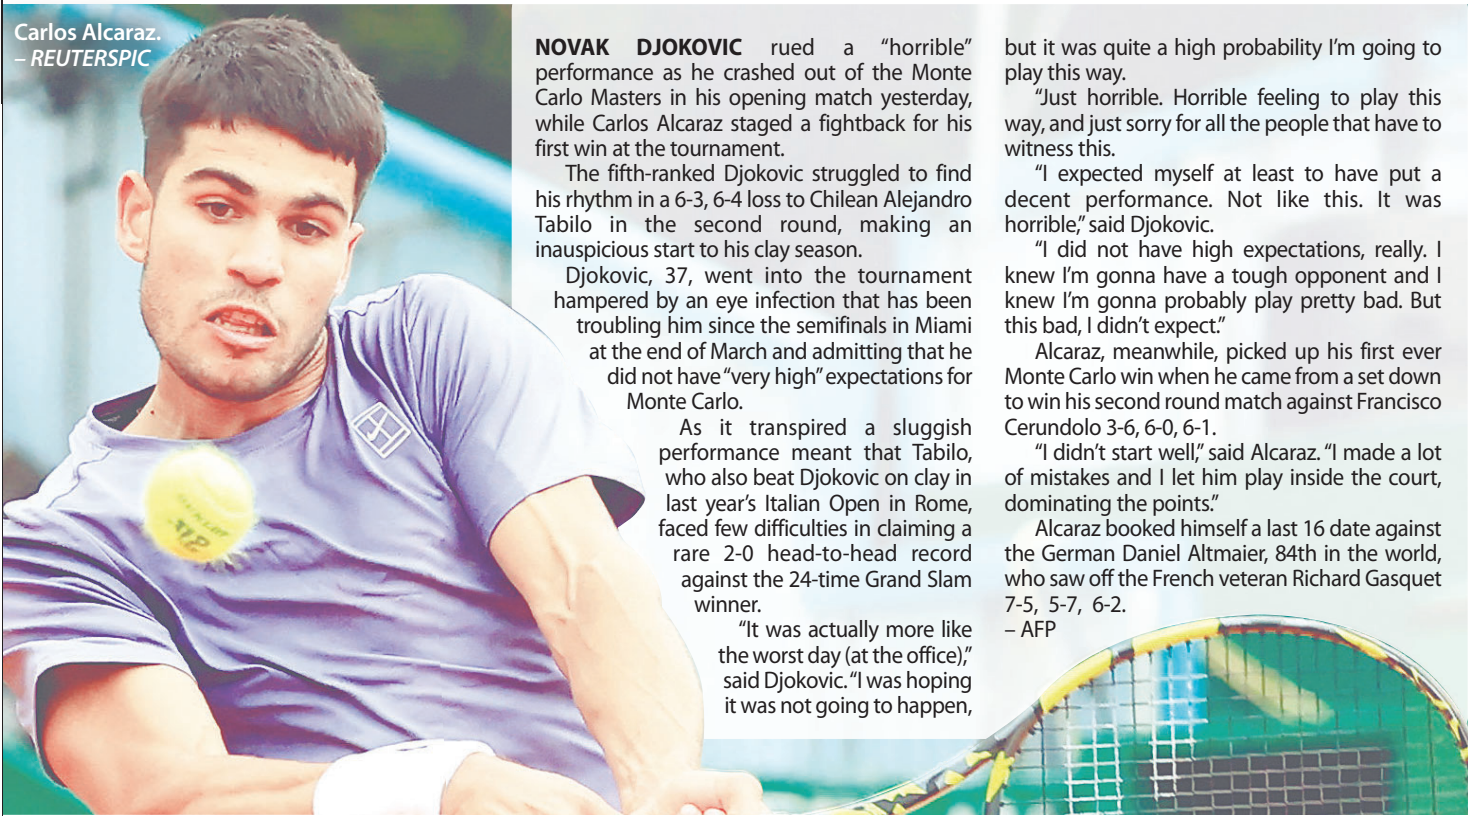 Carlos Alcaraz.
– REUTERSPIC
NOVAK DJOKOVIC rued a “horrible”
performance as he crashed out of the Monte
Carlo Masters in his opening match yesterday,
while Carlos Alcaraz staged a fightback for his
first win at the tournament.
The fifth-ranked Djokovic struggled to find
his rhythm in a 6-3, 6-4 loss to Chilean Alejandro
Tabilo in the second round, making an
inauspicious start to his clay season.
Djokovic, 37, went into the tournament
hampered by an eye infection that has been
troubling him since the semifinals in Miami
at the end of March and admitting that he
did not have “very high” expectations for
Monte Carlo.
As it transpired a sluggish
performance meant that Tabilo,
who also beat Djokovic on clay in
last year’s Italian Open in Rome,
faced few difficulties in claiming a
rare 2-0 head-to-head record
against the 24-time Grand Slam
winner.
“It was actually more like
the worst day (at the office),”
said Djokovic. “I was hoping
it was not going to happen,
but it was quite a high probability I’m going to
play this way.
“Just horrible. Horrible feeling to play this
way, and just sorry for all the people that have to
witness this.
“I expected myself at least to have put a
decent performance. Not like this. It was
horrible,” said Djokovic.
“I did not have high expectations, really. I
knew I’m gonna have a tough opponent and I
knew I’m gonna probably play pretty bad. But
this bad, I didn’t expect.”
Alcaraz, meanwhile, picked up his first ever
Monte Carlo win when he came from a set down
to win his second round match against Francisco
Cerundolo 3-6, 6-0, 6-1.
“I didn’t start well,” said Alcaraz. “I made a lot
of mistakes and I let him play inside the court,
dominating the points.”
Alcaraz booked himself a last 16 date against
the German Daniel Altmaier, 84th in the world,
who saw off the French veteran Richard Gasquet
7-5, 5-7, 6-2.
– AFP